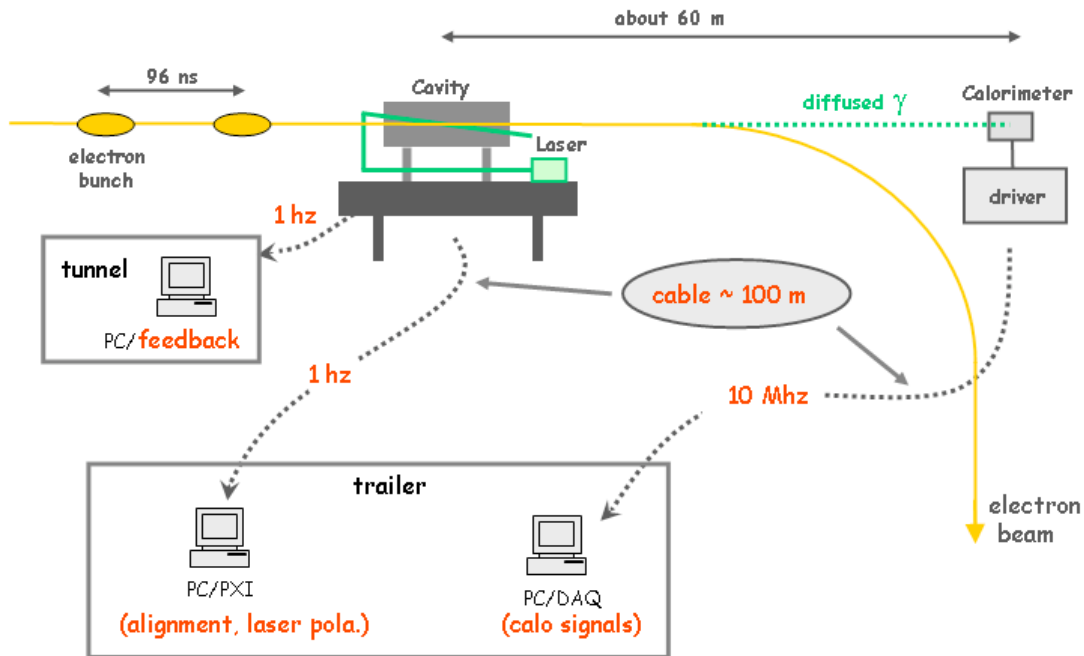 about 60 m
96 ns
Cavity
diffused γ
Calorimeter
Laser
electron
bunch
driver
1 hz
tunnel
cable ~ 100 m
PC/feedback
1 hz
10 Mhz
trailer
electron
beam
PC/PXI
PC/DAQ
(alignment, laser pola.)
(calo signals)